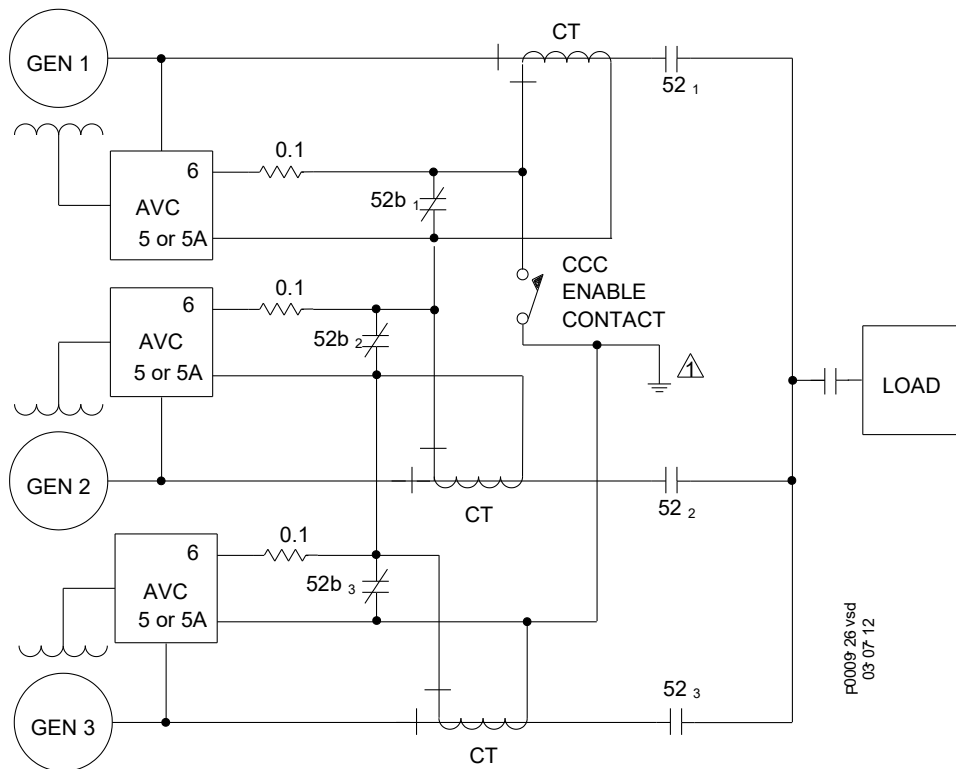 CT
GEN 1
52 1
6
0.1
AVC
52b 1
5 or 5A
CCC
ENABLE
CONTACT
6
0.1
AVC
52b 2
5 or 5A
1
LOAD
GEN 2
CT
52 2
6
0.1
AVC
52b 3
5 or 5A
P0009-26 vsd
03-07-12
52 3
GEN 3
CT